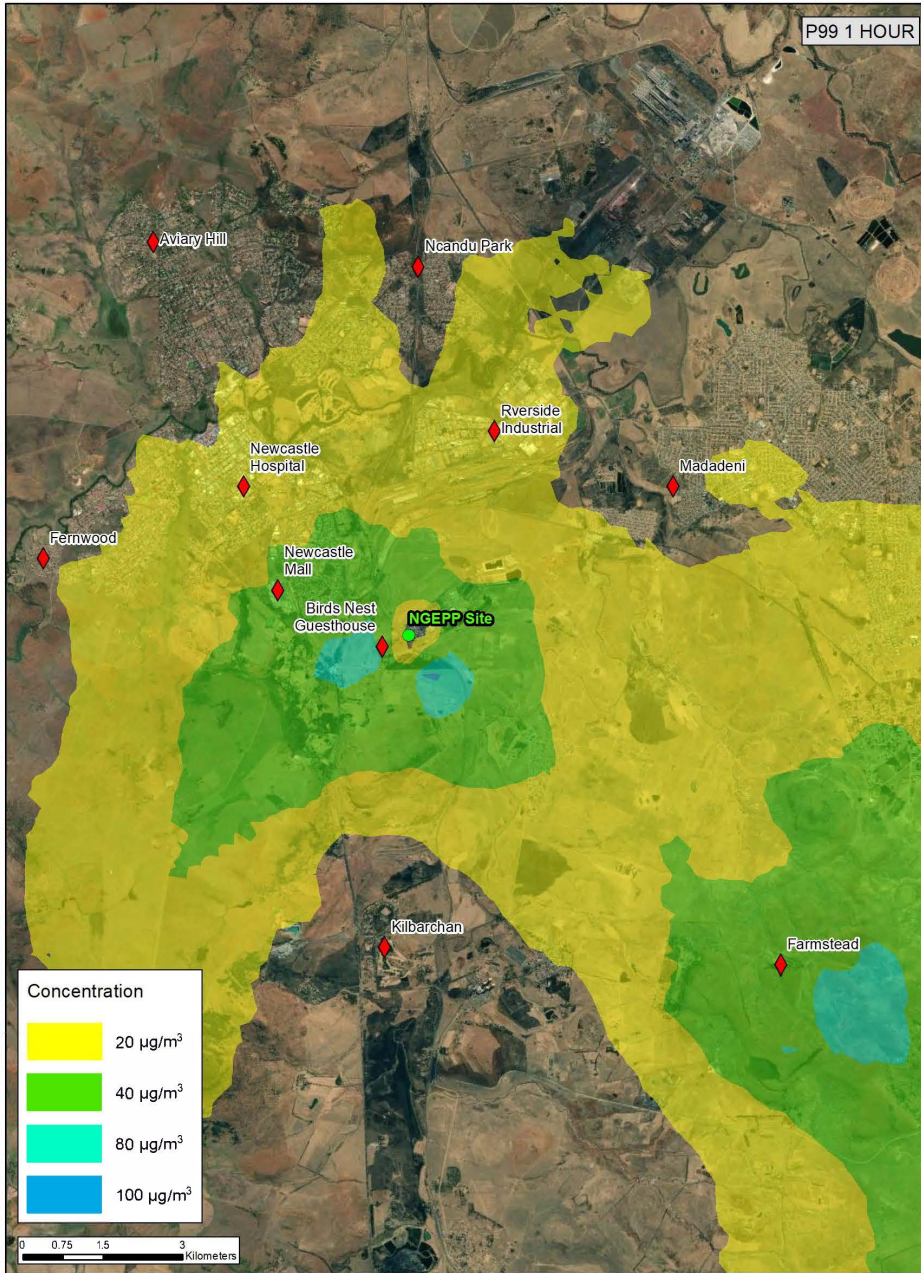 P99 1 HOUR
Aviary Hill
Ncandu Park
Rverside
Industrial
Newcastle
Hospital
Madadeni
Fernwood
Newcastle
Mall
Birds Nest
Guesthouse
NGEPP Site
Kilbarchan
Farmstead
Concentration
20 µg/m³
40 µg/m³
80 µg/m³
100 µg/m³
0 0.75 1.5 3
Kilometers